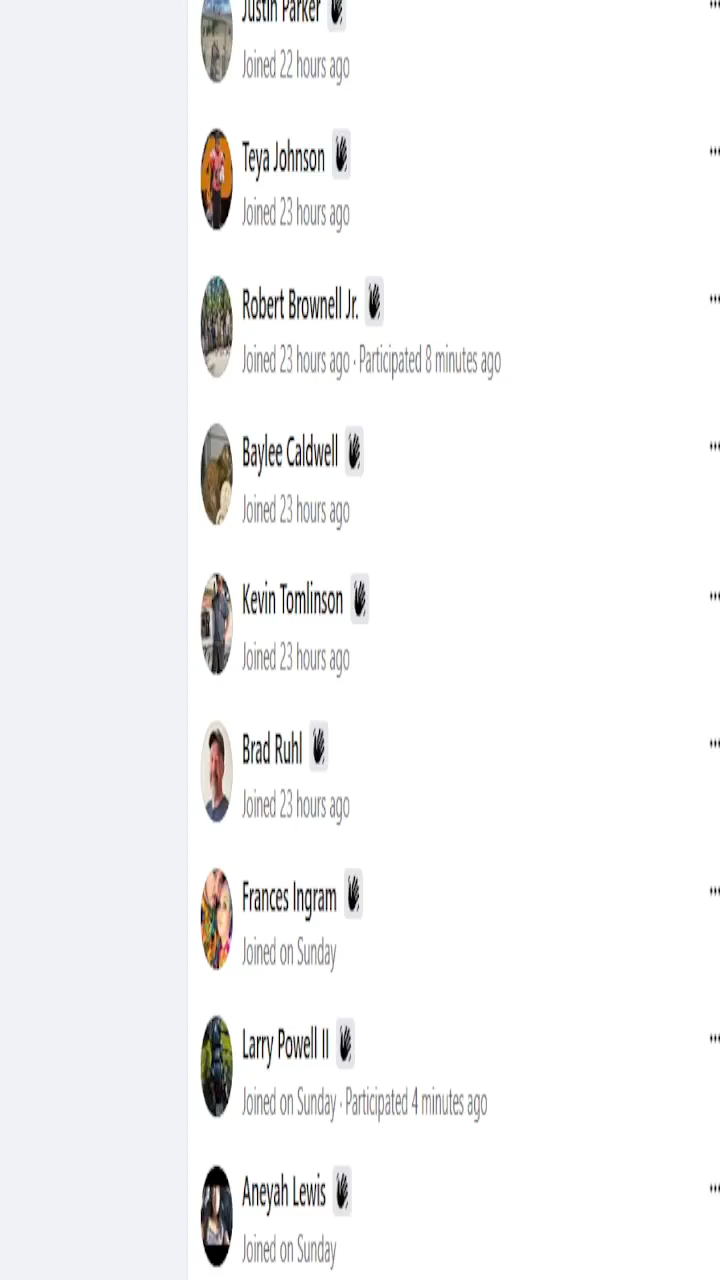 Justin Parker
Joined 22 hours ago
Teya Johnson
Joined 23 hours ago
Robert Brownell Jr.
Joined 23 hours ago · Participated 8 minutes ago
Baylee Caldwell
Joined 23 hours ago
Kevin Tomlinson
Joined 23 hours ago
Brad Ruhl
Joined 23 hours ago
Frances Ingram
Joined on Sunday
Larry Powell II
Joined on Sunday · Participated 4 minutes ago
Aneyah Lewis
Joined on Sunday